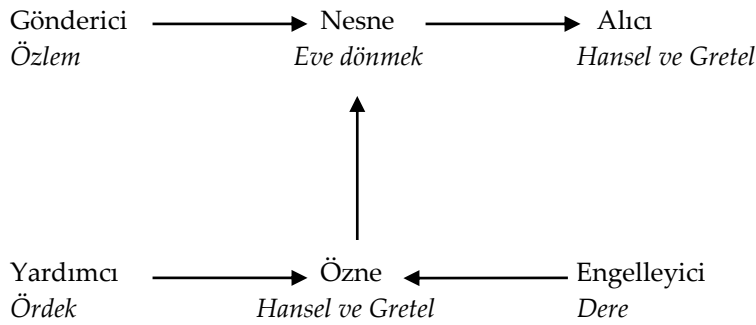 Gönderici Nesne Alıcı
Özlem Eve dönmek Hansel ve Gretel
Yardımcı Özne Engelleyici
Ördek Hansel ve Gretel Dere